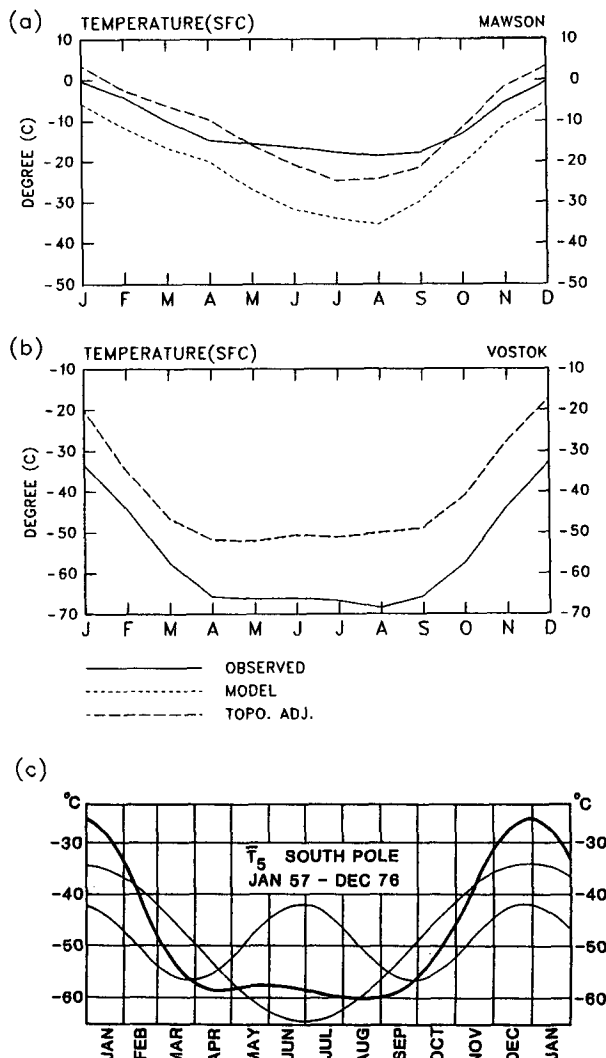 (a) TEMPERATURE(SFC) MAWSON
10 10
0 0
-10 -10
-20 -20
-30 -30
-40 -40
-50 -50
DEGREE (C)
J F M A M J J A S O N D
(b) TEMPERATURE(SFC) VOSTOK
-10 -10
-20 -20
-30 -30
-40 -40
-50 -50
-60 -60
-70 -70
DEGREE (C)
J F M A M J J A S O N D
OBSERVED
MODEL
TOPO. ADJ.
(c)
°C °C
-30 -30
-40 -40
-50 -50
-60 -60
T̿5 SOUTH POLE
JAN 57 - DEC 76
JAN FEB MAR APR MAY JUN JUL AUG SEP OCT NOV DEC JAN